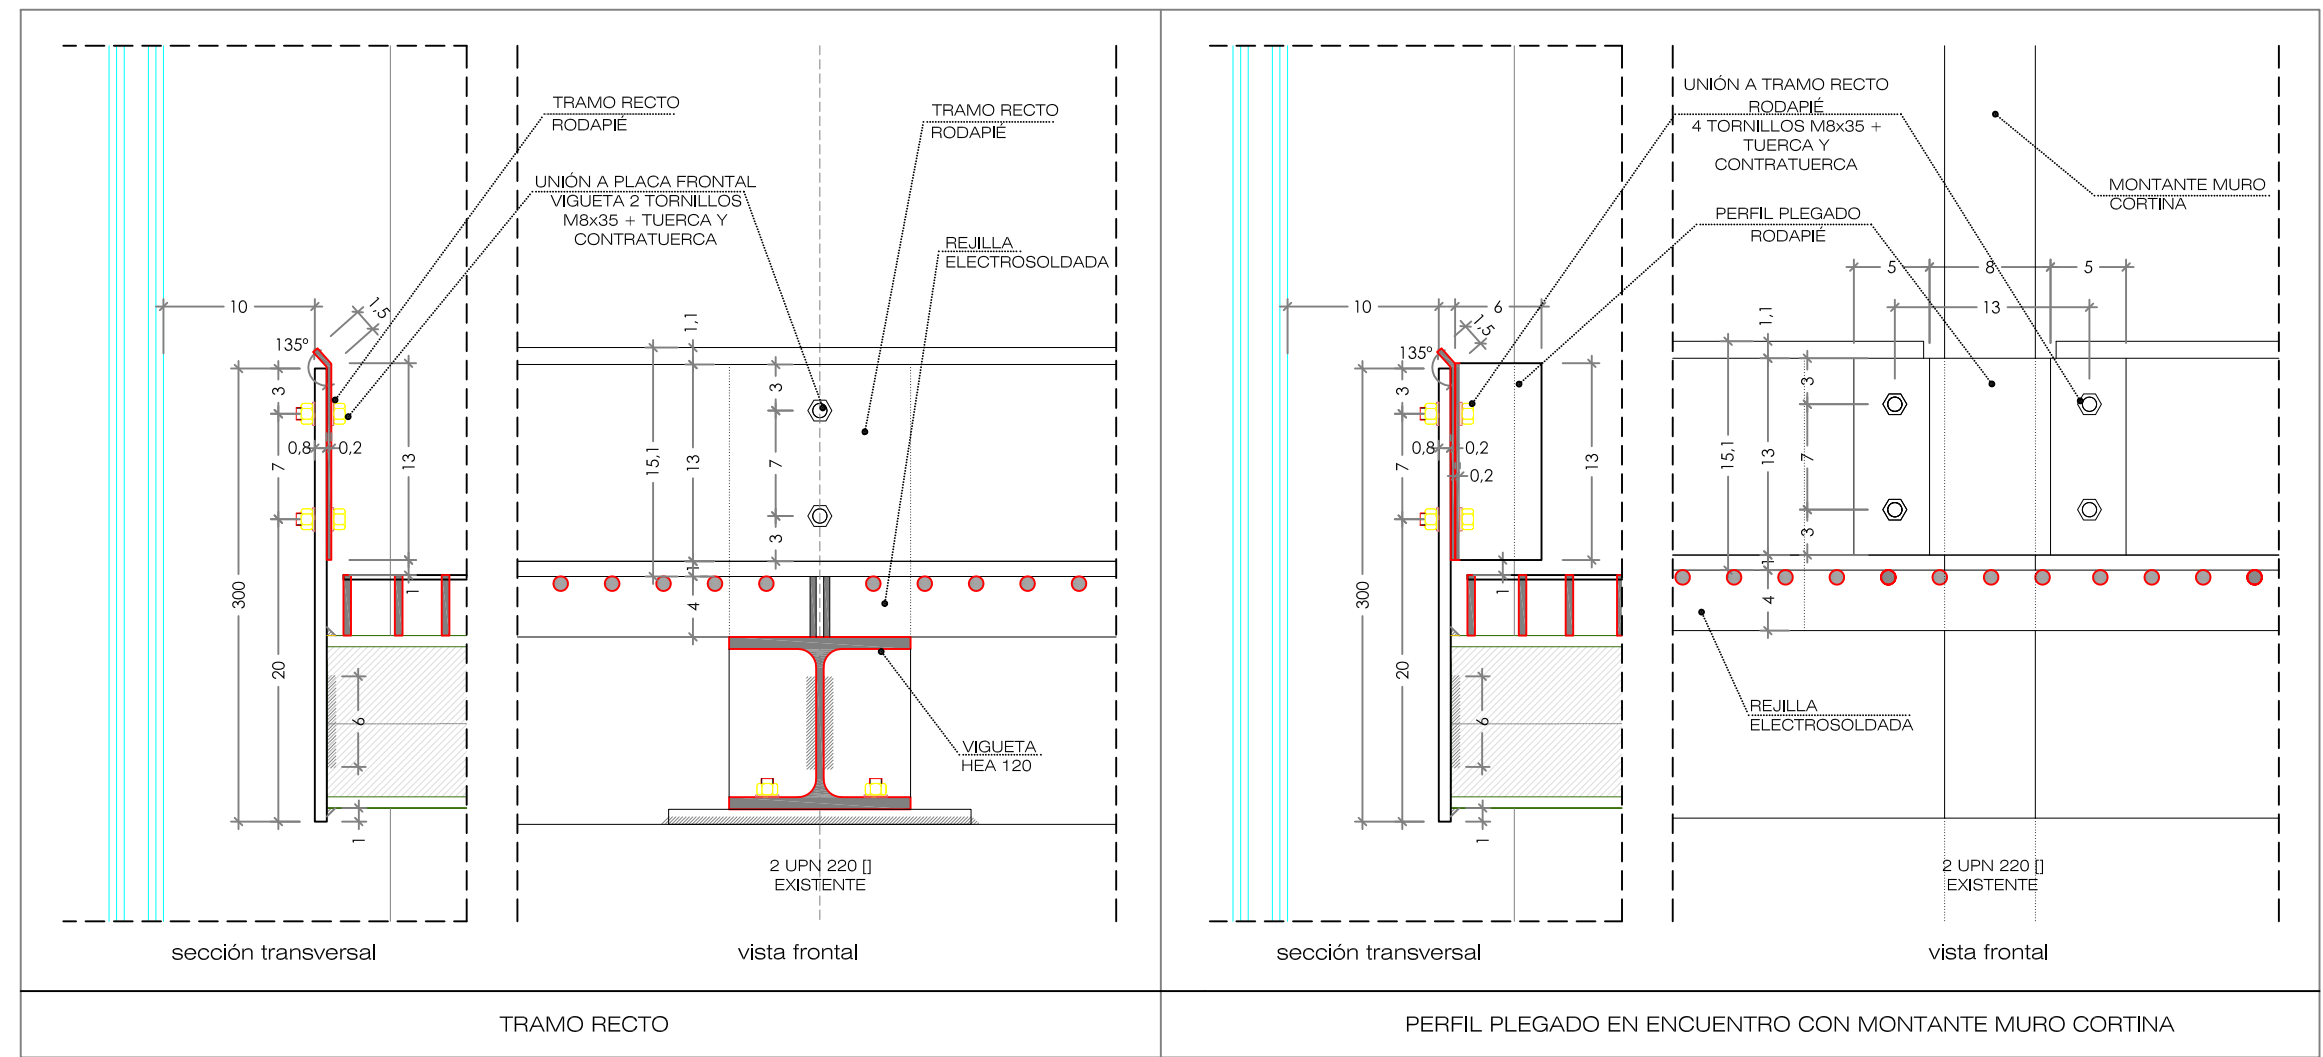 TRAMO RECTO
RODAPIÉ
UNIÓN A PLACA FRONTAL
VIGUETA 2 TORNILLOS
M8x35 + TUERCA Y
CONTRATUERCA
10
1,5
135º
3
0,8
0,2
7
13
300
1
20
6
1
sección transversal
TRAMO RECTO
RODAPIÉ
REJILLA
ELECTROSOLDADA
1,1
3
15,1
13
7
3
1
4
VIGUETA
HEA 120
2 UPN 220 []
EXISTENTE
vista frontal
TRAMO RECTO
UNIÓN A TRAMO RECTO
RODAPIÉ
4 TORNILLOS M8x35 +
TUERCA Y
CONTRATUERCA
PERFIL PLEGADO
RODAPIÉ
10
6
1,5
135º
3
0,8
0,2
0,2
7
13
300
1
20
6
1
sección transversal
MONTANTE MURO
CORTINA
5
8
5
13
1,1
3
15,1
13
7
3
1
4
REJILLA
ELECTROSOLDADA
2 UPN 220 []
EXISTENTE
vista frontal
PERFIL PLEGADO EN ENCUENTRO CON MONTANTE MURO CORTINA